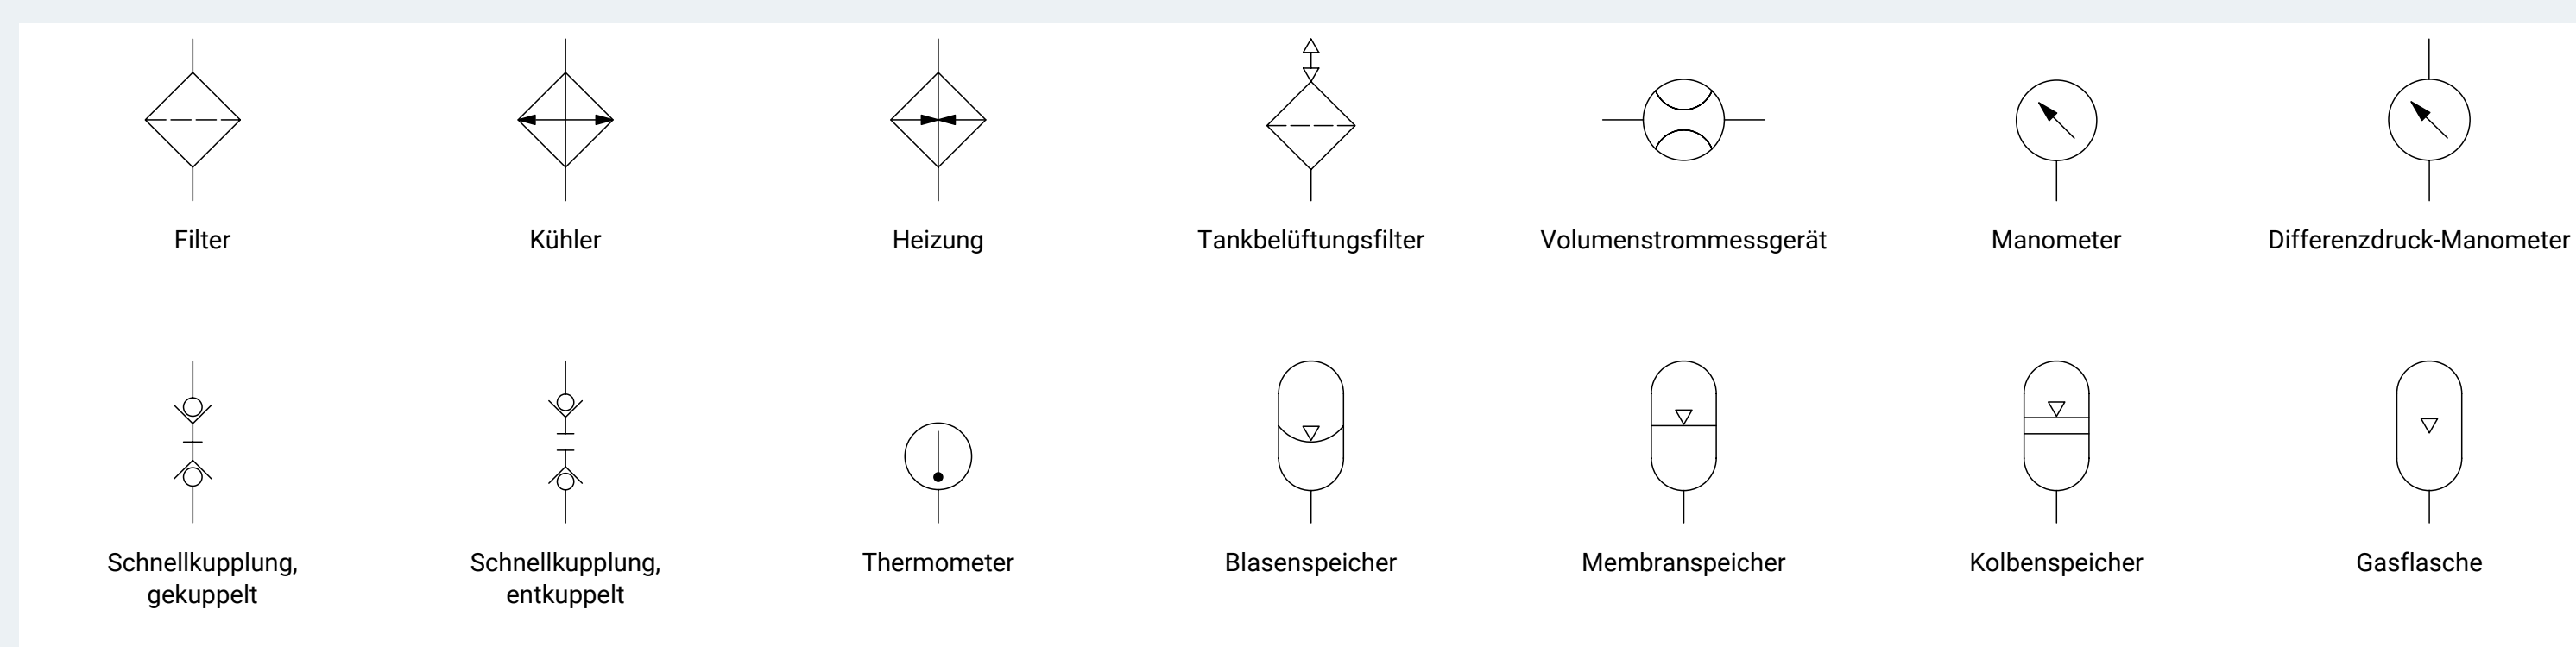 Filter
Kühler
Heizung
Tankbelüftungsfilter
Volumenstrommessgerät
Manometer
Differenzdruck-Manometer
Schnellkupplung,
gekuppelt
Schnellkupplung,
entkuppelt
Thermometer
Blasenspeicher
Membranspeicher
Kolbenspeicher
Gasflasche